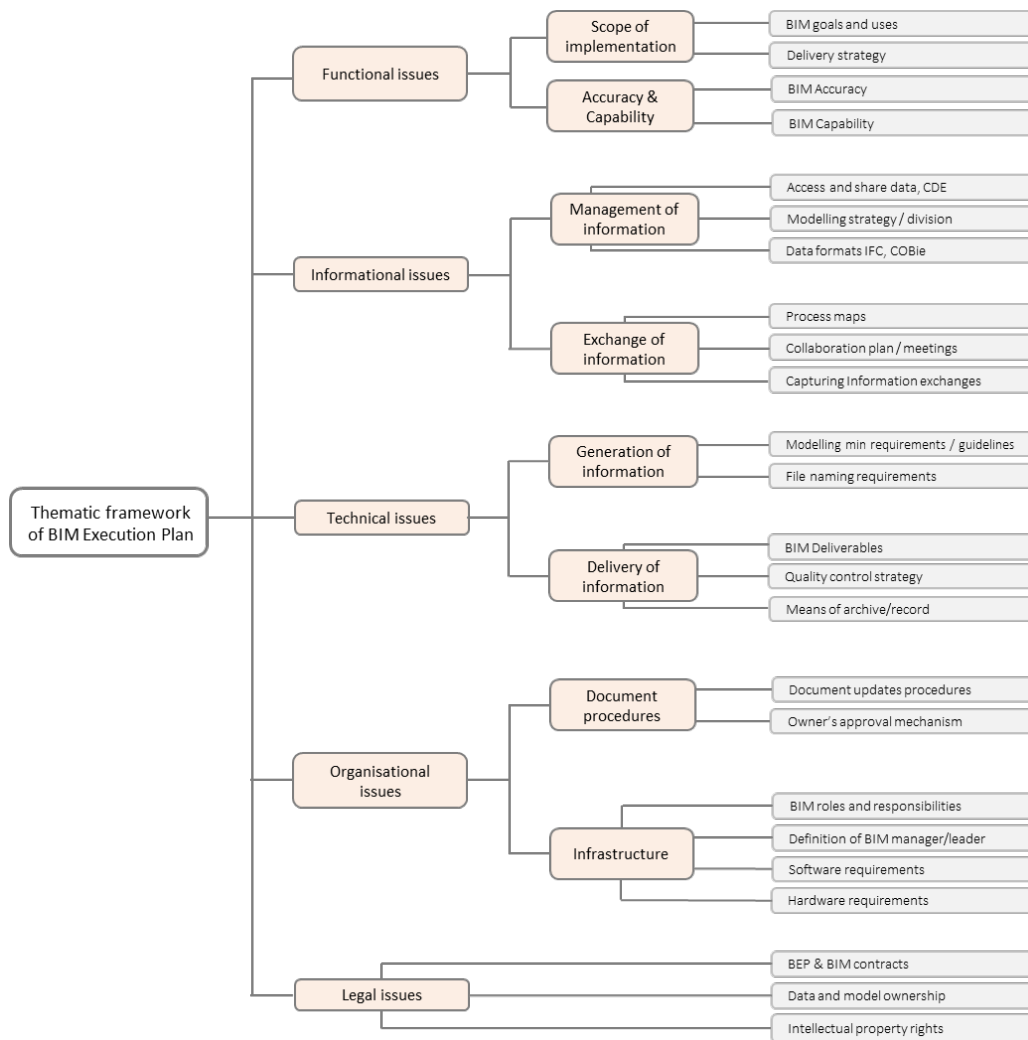 Thematic framework
of BIM Execution Plan
Functional issues
Scope of
implementation
BIM goals and uses
Delivery strategy
Accuracy &
Capability
BIM Accuracy
BIM Capability
Informational issues
Management of
information
Access and share data, CDE
Modelling strategy / division
Data formats IFC, COBie
Exchange of
information
Process maps
Collaboration plan / meetings
Capturing Information exchanges
Technical issues
Generation of
information
Modelling min requirements / guidelines
File naming requirements
Delivery of
information
BIM Deliverables
Quality control strategy
Means of archive/record
Organisational
issues
Document
procedures
Document updates procedures
Owner's approval mechanism
Infrastructure
BIM roles and responsibilities
Definition of BIM manager/leader
Software requirements
Hardware requirements
Legal issues
BEP & BIM contracts
Data and model ownership
Intellectual property rights